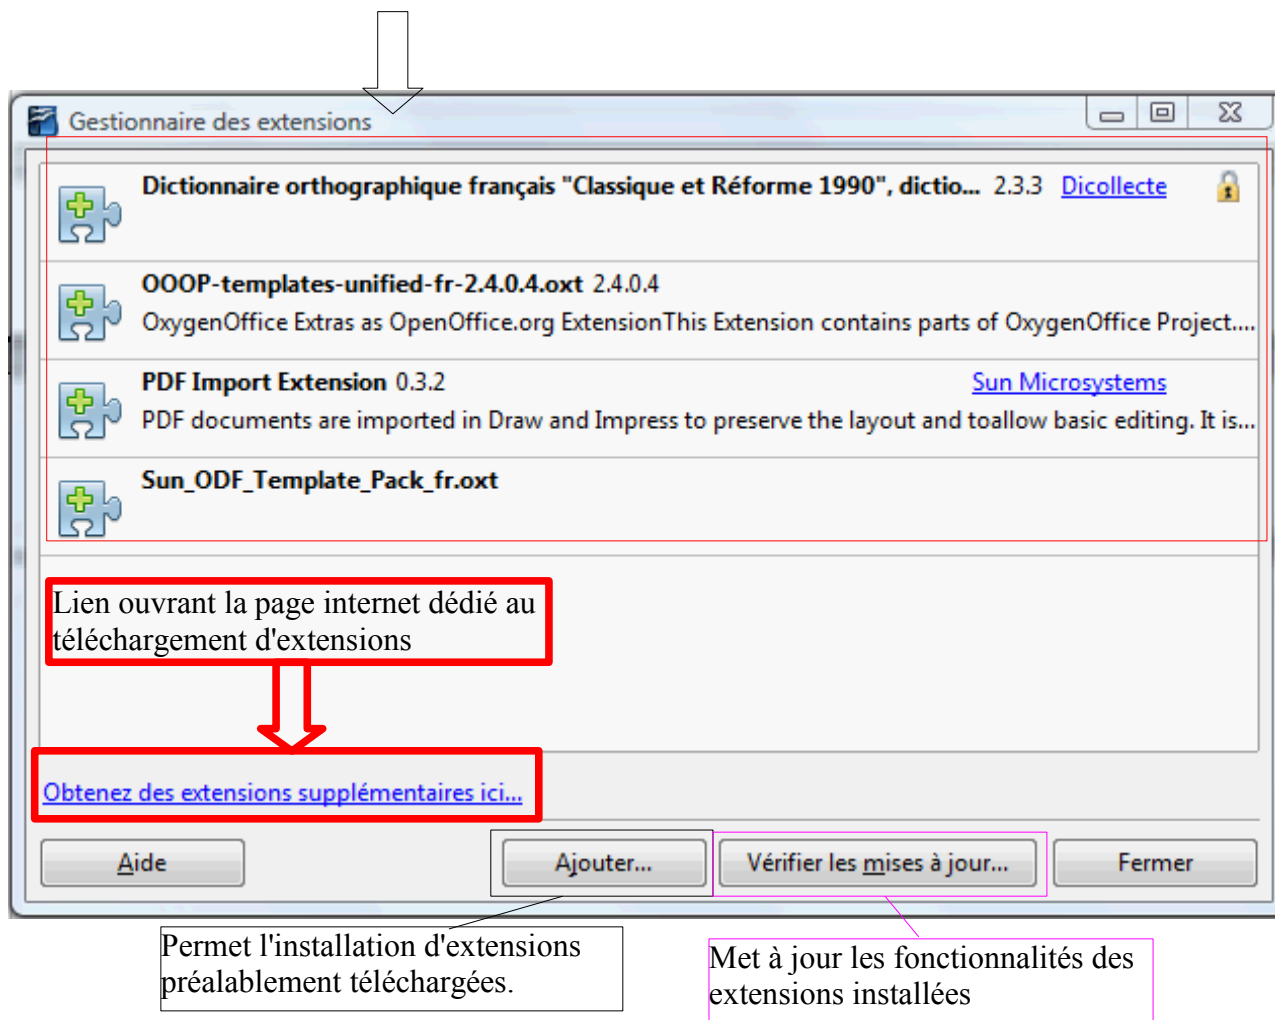 Gestionnaire des extensions
Dictionnaire orthographique français "Classique et Réforme 1990", dictio... 2.3.3 Dicollecte
OOOP-templates-unified-fr-2.4.0.4.oxt 2.4.0.4
OxygenOffice Extras as OpenOffice.org ExtensionThis Extension contains parts of OxygenOffice Project....
PDF Import Extension 0.3.2 Sun Microsystems
PDF documents are imported in Draw and Impress to preserve the layout and toallow basic editing. It is...
Sun_ODF_Template_Pack_fr.oxt
Lien ouvrant la page internet dédié au
téléchargement d'extensions
Obtenez des extensions supplémentaires ici...
Aide Ajouter... Vérifier les mises à jour... Fermer
Permet l'installation d'extensions
préalablement téléchargées.
Met à jour les fonctionnalités des
extensions installées